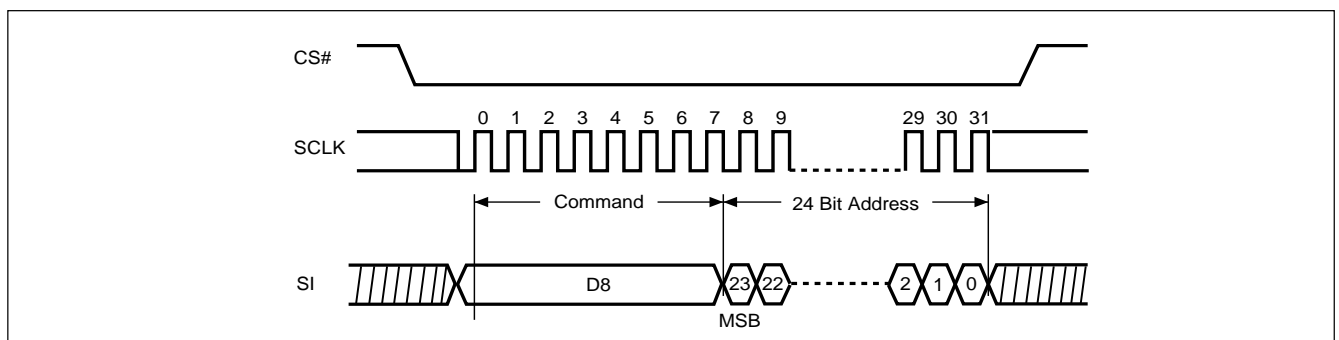 CS#
0 1 2 3 4 5 6 7 8 9 29 30 31
SCLK
Command 24 Bit Address
SI D8 23 22 2 1 0
MSB